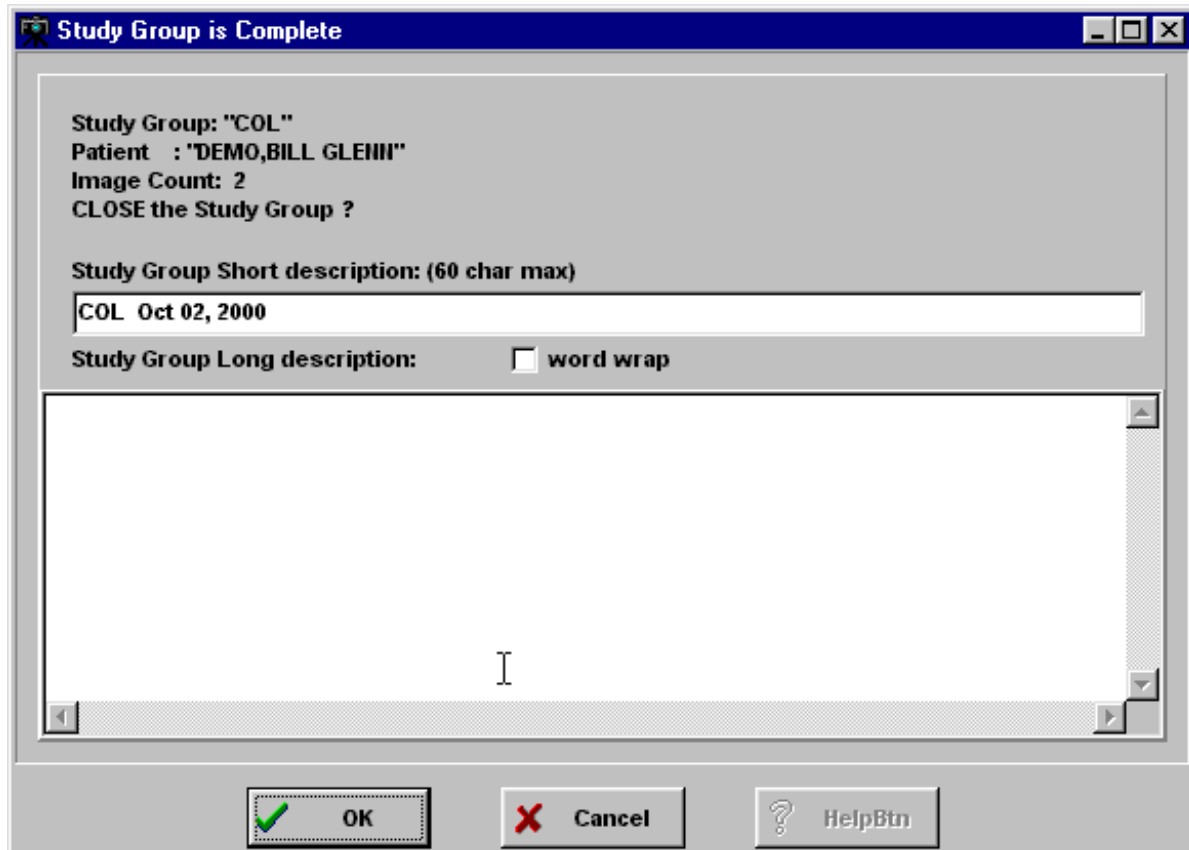 Study Group is Complete
Study Group: "COL"
Patient : "DEMO,BILL GLENN"
Image Count: 2
CLOSE the Study Group ?
Study Group Short description: (60 char max)
COL Oct 02, 2000
Study Group Long description: word wrap
OK Cancel HelpBtn